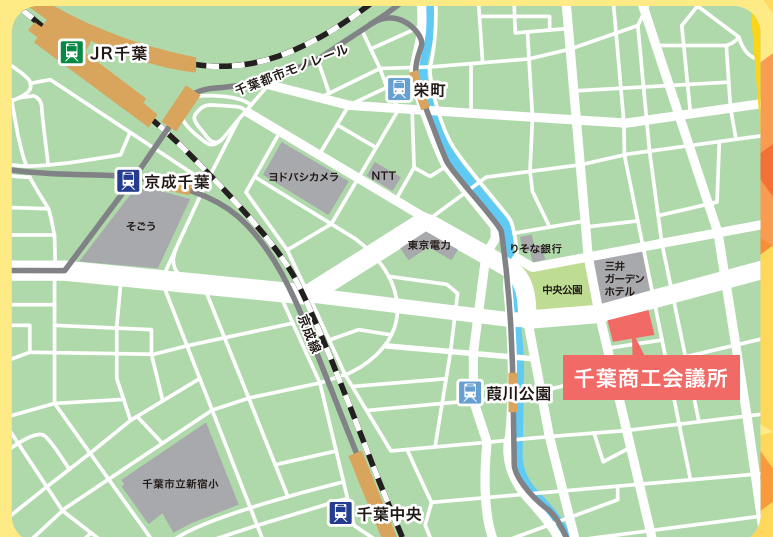 JR千葉
千葉都市モノレール
栄町
京成千葉
ヨドバシカメラ
NTT
そごう
東京電力
りそな銀行
中央公園
三井
ガーデン
ホテル
京成線
千葉商工会議所
葭川公園
千葉市立新宿小
千葉中央